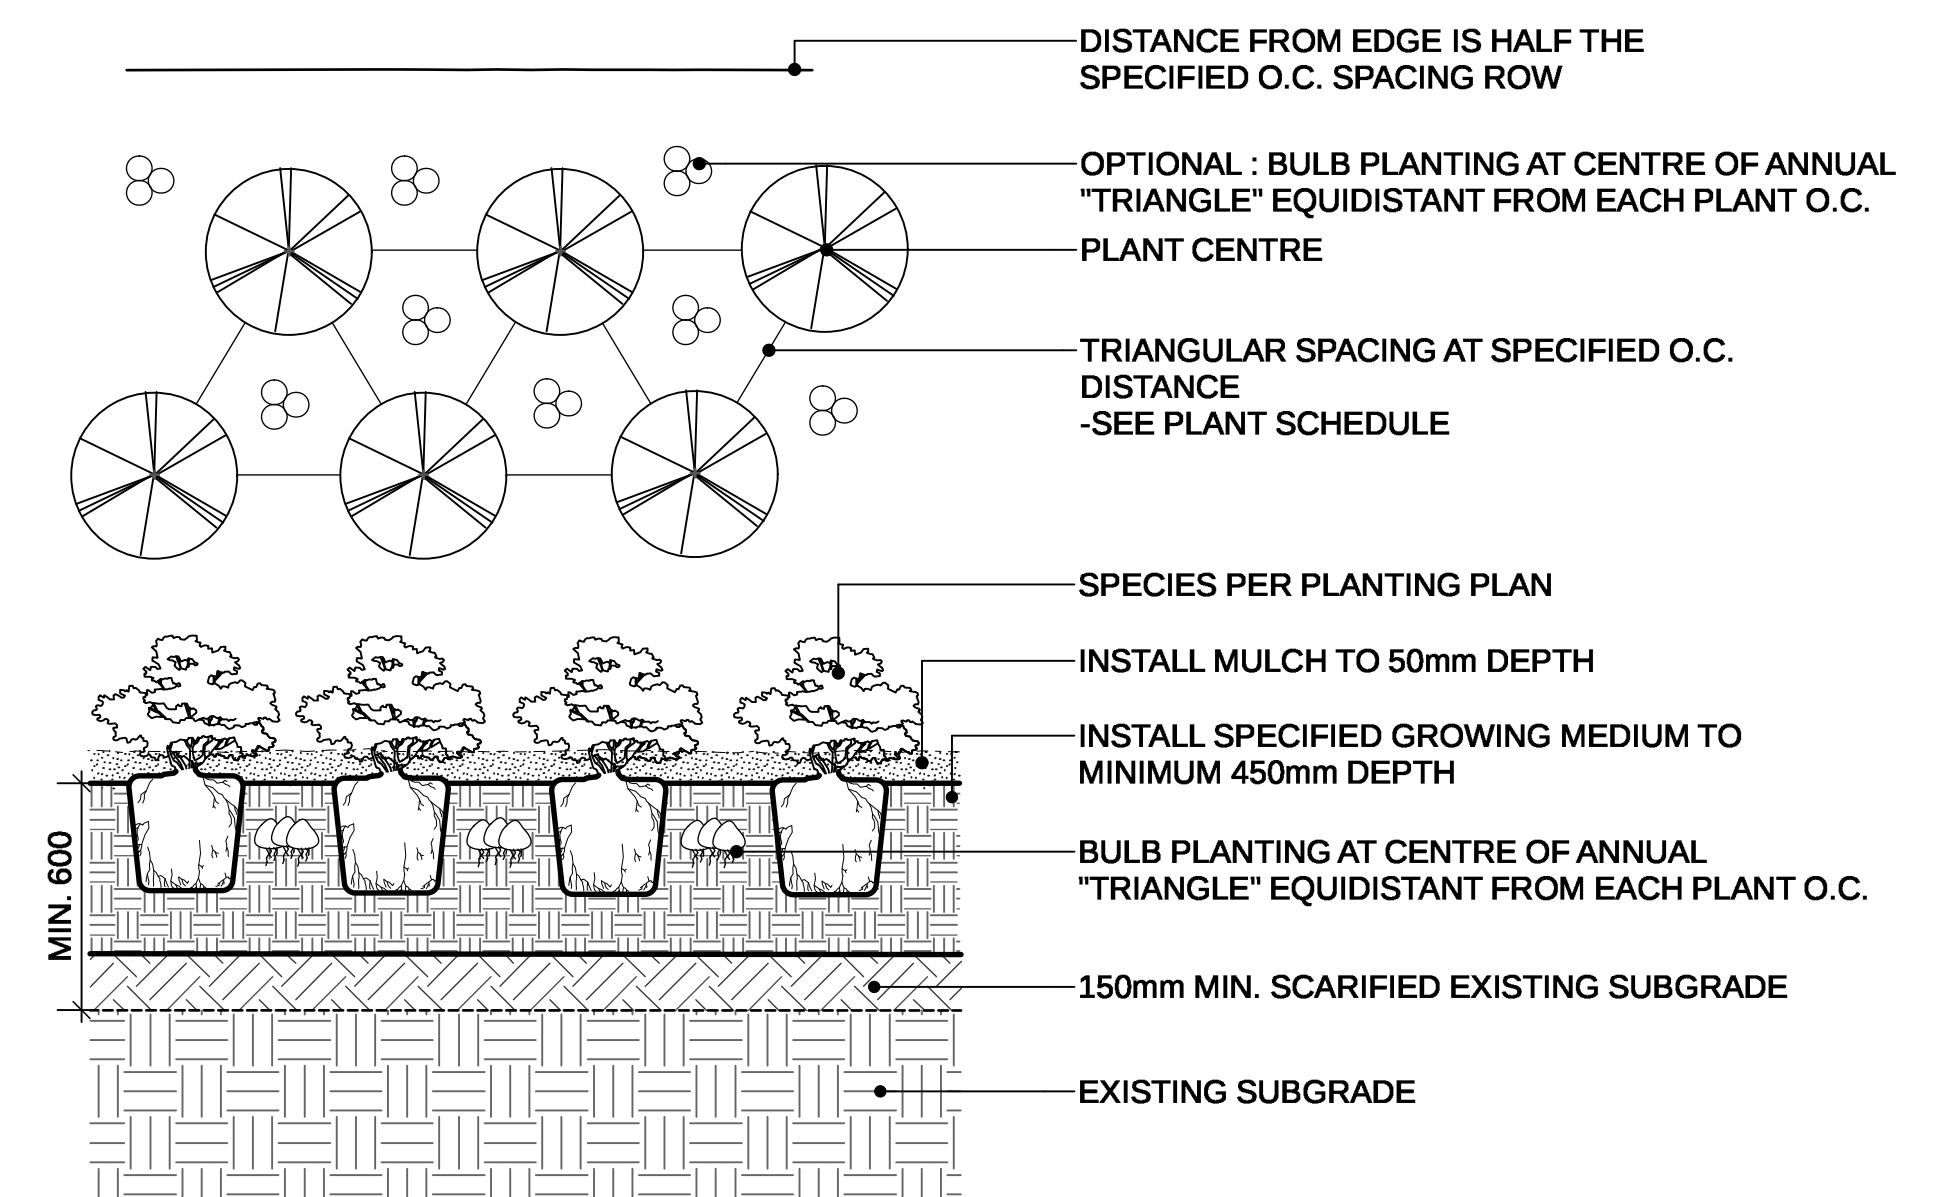 DISTANCE FROM EDGE IS HALF THE
SPECIFIED O.C. SPACING ROW
OPTIONAL : BULB PLANTING AT CENTRE OF ANNUAL
"TRIANGLE" EQUIDISTANT FROM EACH PLANT O.C.
PLANT CENTRE
TRIANGULAR SPACING AT SPECIFIED O.C.
DISTANCE
-SEE PLANT SCHEDULE
SPECIES PER PLANTING PLAN
INSTALL MULCH TO 50mm DEPTH
INSTALL SPECIFIED GROWING MEDIUM TO
MINIMUM 450mm DEPTH
BULB PLANTING AT CENTRE OF ANNUAL
"TRIANGLE" EQUIDISTANT FROM EACH PLANT O.C.
MIN. 600
150mm MIN. SCARIFIED EXISTING SUBGRADE
EXISTING SUBGRADE